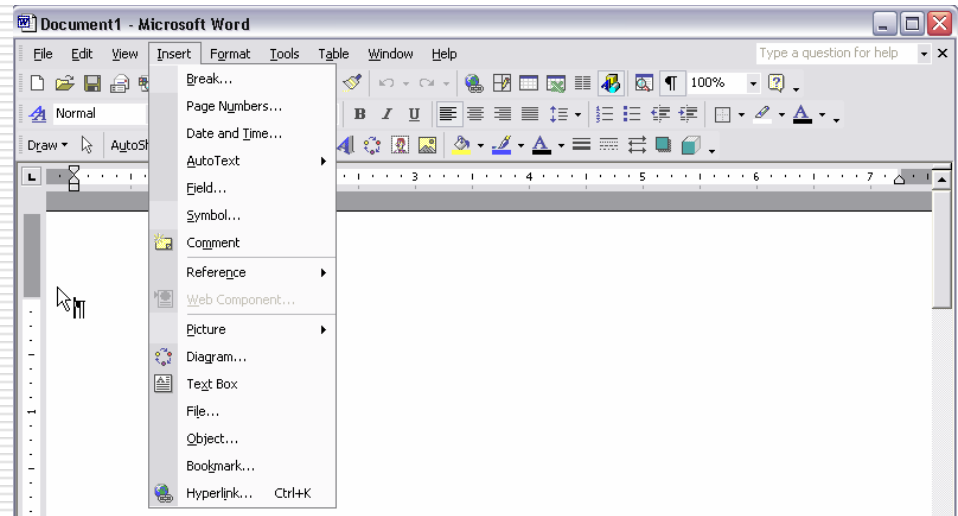 Document1 - Microsoft Word
File Edit View Insert Format Tools Table Window Help Type a question for help
100%
Normal B I U
Draw AutoSh
3 4 5 6 7
Break...
Page Numbers...
Date and Time...
AutoText
Field...
Symbol...
Comment
Reference
Web Component...
Picture
Diagram...
Text Box
File...
Object...
Bookmark...
Hyperlink... Ctrl+K
1